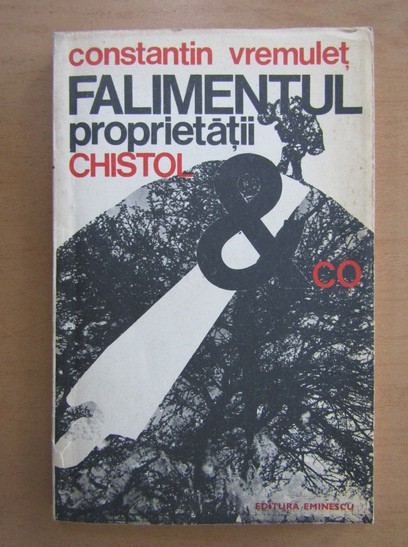 constantin vremuleț
FALIMENTUL
proprietății
CHISTOL
&
CO
EDITURA EMINESCU